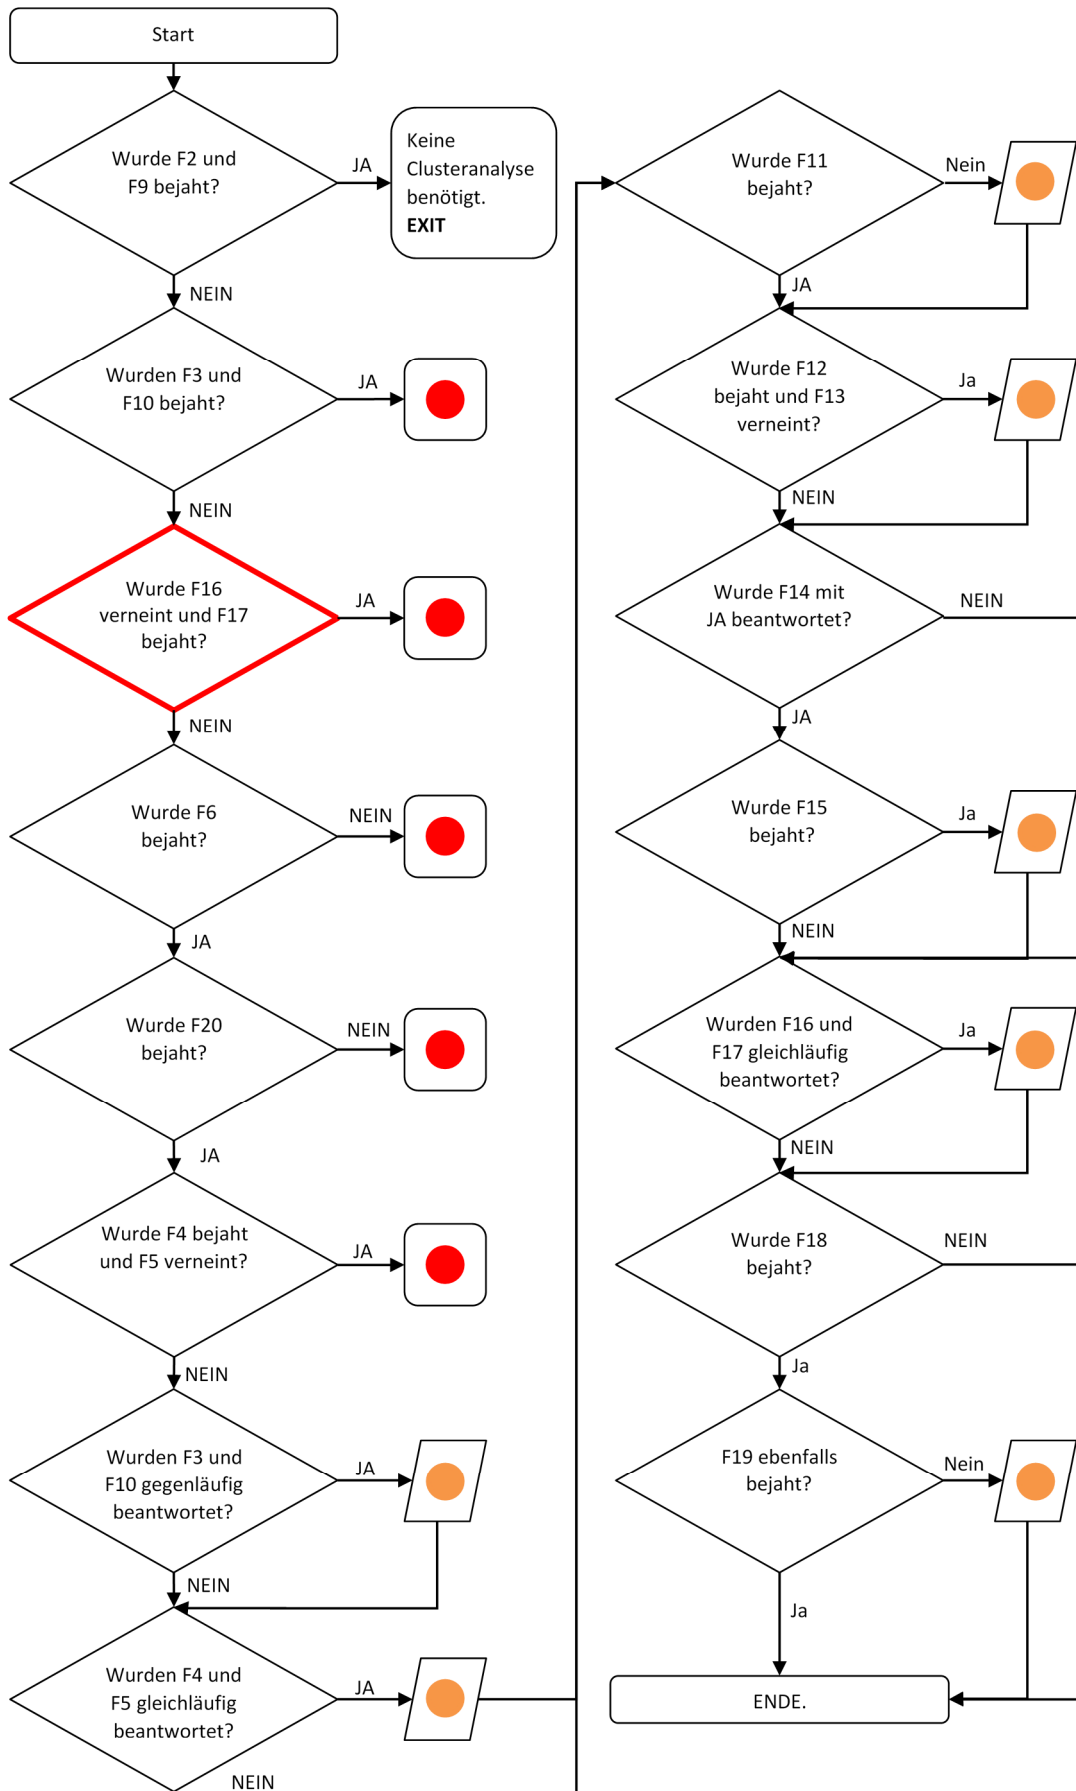 Start
Wurde F2 und
F9 bejaht?
JA
Keine
Clusteranalyse
benötigt.
EXIT
NEIN
Wurden F3 und
F10 bejaht?
JA
NEIN
Wurde F16
verneint und F17
bejaht?
JA
NEIN
Wurde F6
bejaht?
NEIN
JA
Wurde F20
bejaht?
NEIN
JA
Wurde F4 bejaht
und F5 verneint?
JA
NEIN
Wurden F3 und
F10 gegenläufig
beantwortet?
JA
NEIN
Wurden F4 und
F5 gleichläufig
beantwortet?
JA
NEIN
Wurde F11
bejaht?
Nein
JA
Wurde F12
bejaht und F13
verneint?
Ja
NEIN
Wurde F14 mit
JA beantwortet?
NEIN
JA
Wurde F15
bejaht?
Ja
NEIN
Wurden F16 und
F17 gleichläufig
beantwortet?
Ja
NEIN
Wurde F18
bejaht?
NEIN
Ja
F19 ebenfalls
bejaht?
Nein
Ja
ENDE.